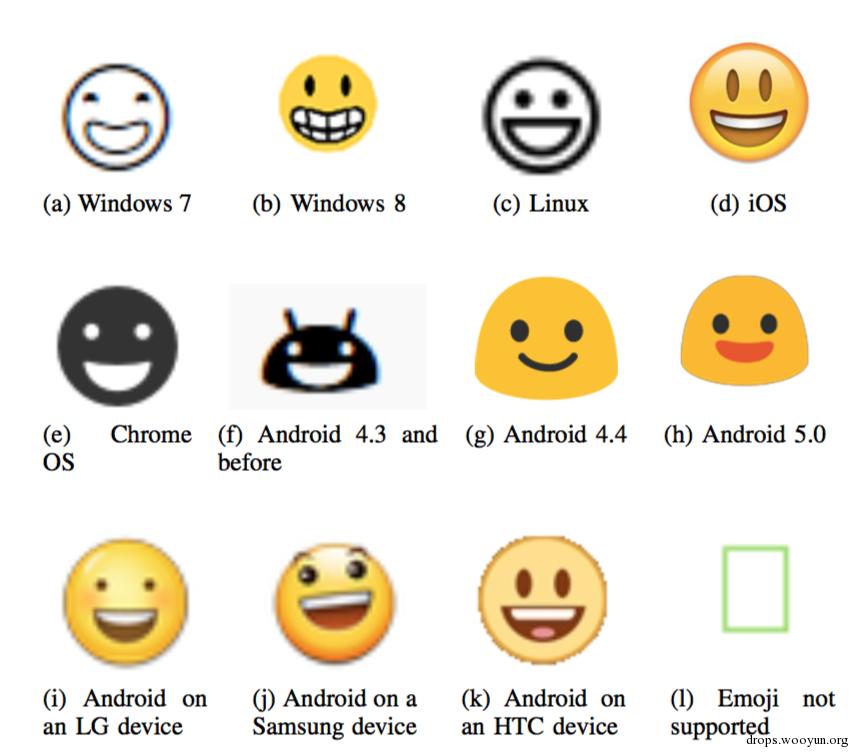 (a) Windows 7
(b) Windows 8
(c) Linux
(d) iOS
(e) Chrome
OS
(f) Android 4.3 and
before
(g) Android 4.4
(h) Android 5.0
(i) Android on
an LG device
(j) Android on a
Samsung device
(k) Android on
an HTC device
(l) Emoji not
supported
drops.wooyun.org